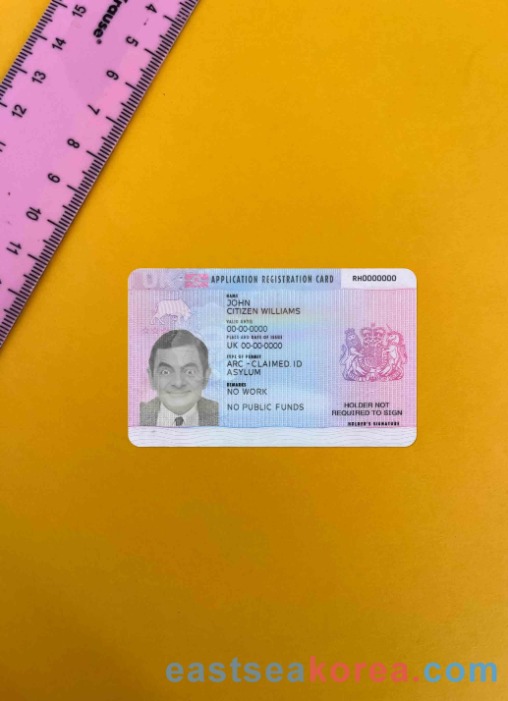 15
14
13
12
11
10
9
8
7
6
5
4
rause®
UK
APPLICATION REGISTRATION CARD
RH0000000
NAME
JOHN
CITIZEN WILLIAMS
VALID UNTIL
00-00-0000
PLACE AND DATE OF ISSUE
UK 00-00-0000
TYPE OF PERMIT
ARC -CLAIMED ID
ASYLUM
REMARKS
NO WORK
NO PUBLIC FUNDS
HOLDER NOT
REQUIRED TO SIGN
HOLDER'S SIGNATURE
eastseakorea.com